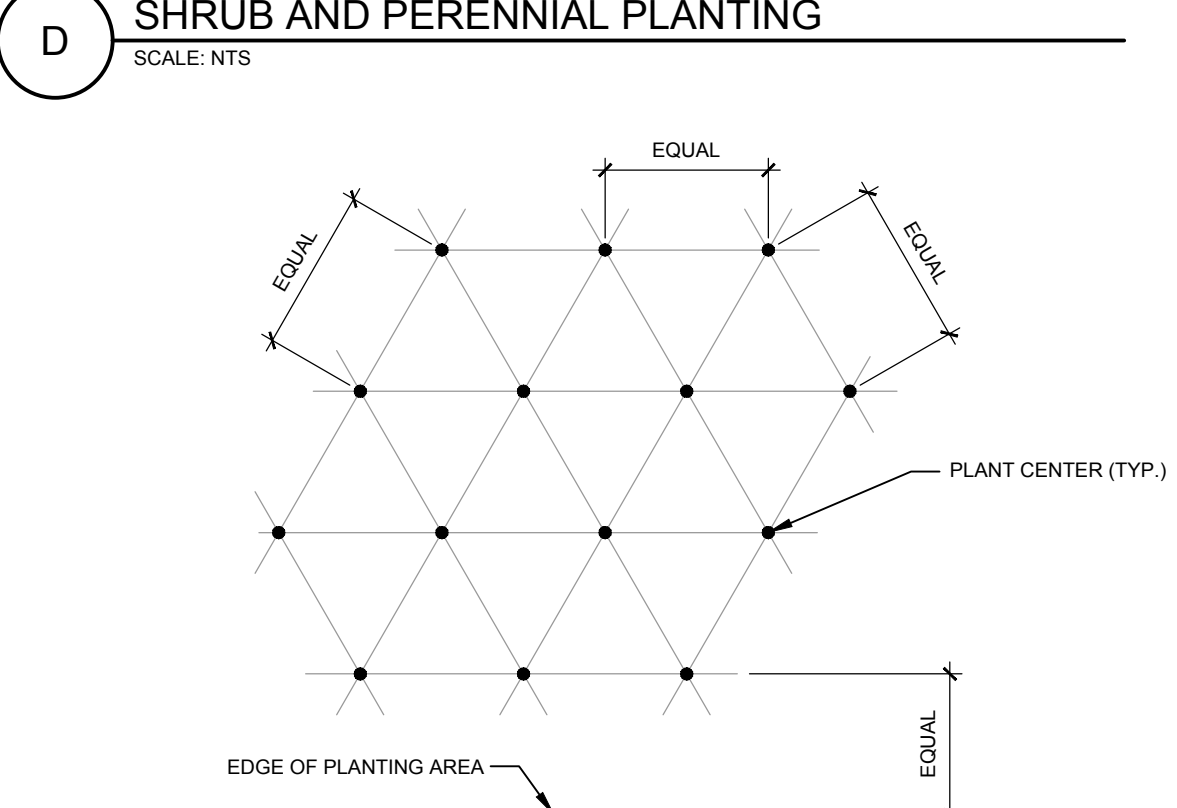 D
SHRUB AND PERENNIAL PLANTING
SCALE: NTS
EQUAL
EQUAL
EQUAL
PLANT CENTER (TYP.)
EQUAL
EDGE OF PLANTING AREA